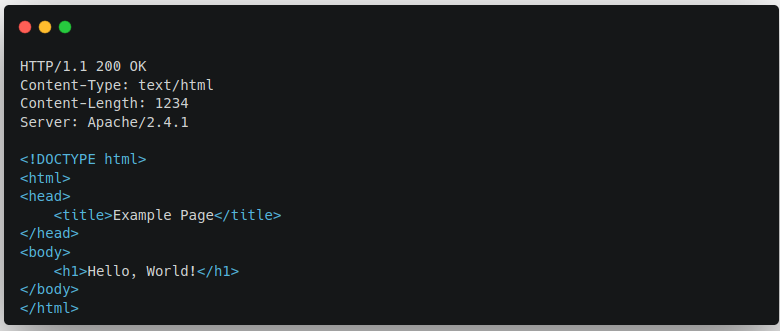 HTTP/1.1 200 OK
Content-Type: text/html
Content-Length: 1234
Server: Apache/2.4.1

<!DOCTYPE html>
<html>
<head>
    <title>Example Page</title>
</head>
<body>
    <h1>Hello, World!</h1>
</body>
</html>